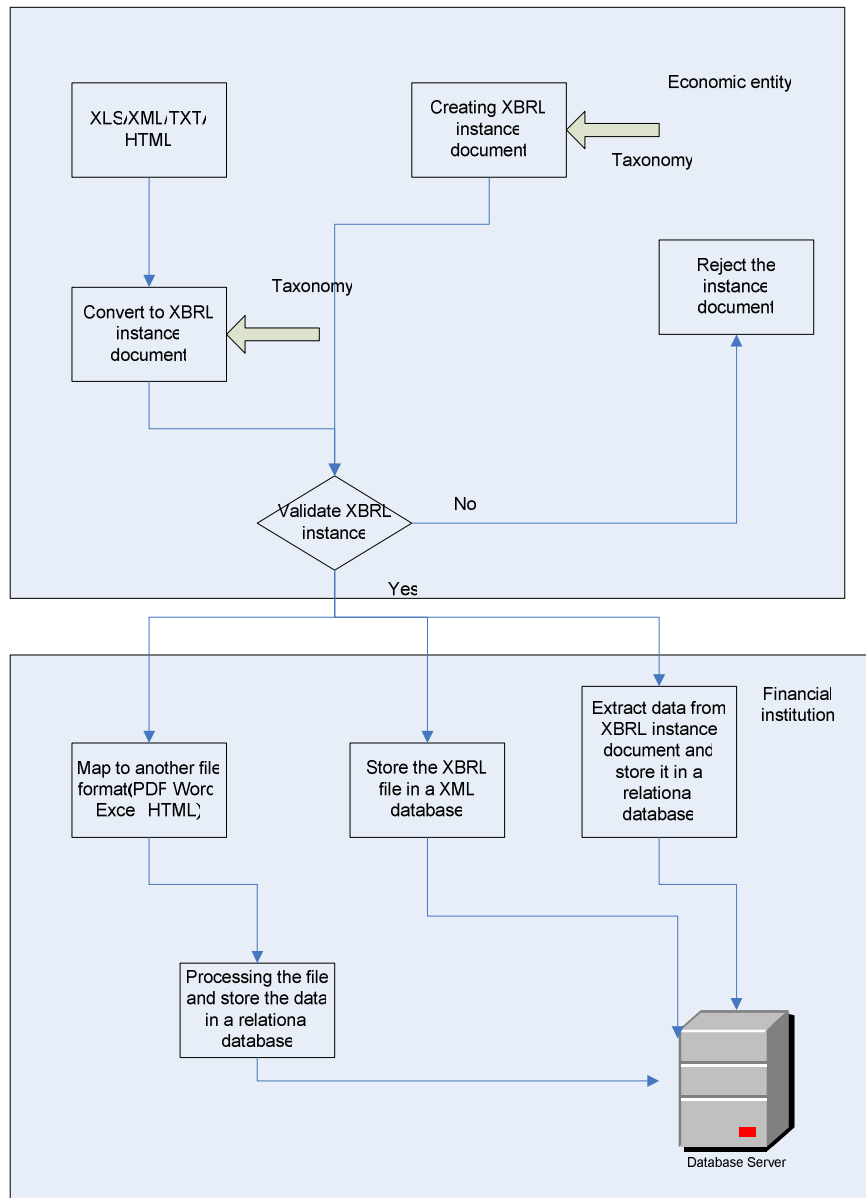 Economic entity
XLS/XML/TXT/
HTML
Creating XBRL
instance
document
Taxonomy
Reject the
instance
document
Taxonomy
Convert to XBRL
instance
document
Validate XBRL
instance
No
Yes
Financial
institution
Extract data from
XBRL instance
document and
store it in a
relationa
database
Map to another file
format(PDF Word
Exce HTML)
Store the XBRL
file in a XML
database
Processing the file
and store the data
in a relationa
database
Database Server